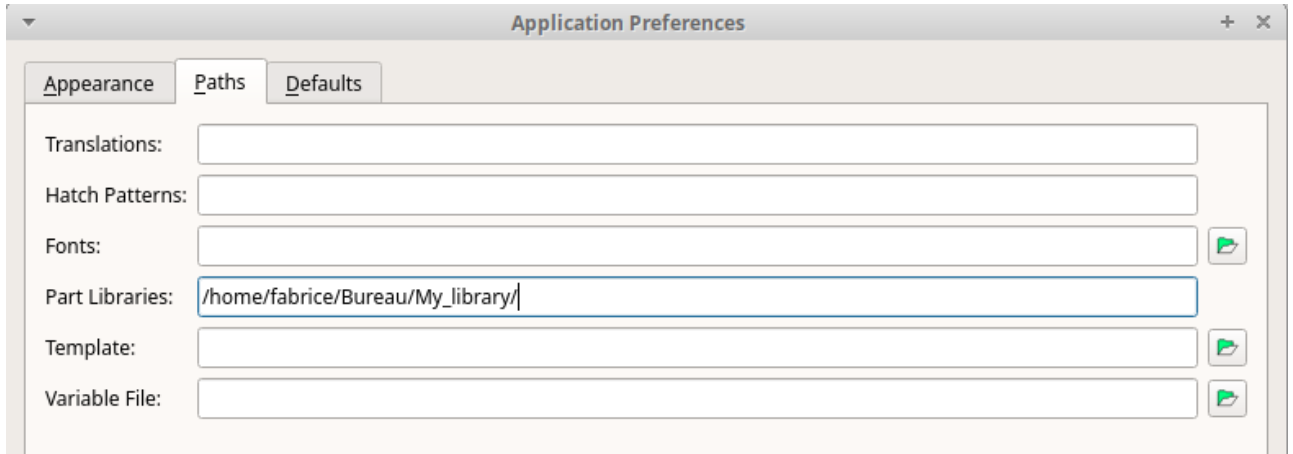 Application Preferences
Appearance Paths Defaults
Translations:
Hatch Patterns:
Fonts:
Part Libraries: /home/fabrice/Bureau/My_library/
Template:
Variable File: